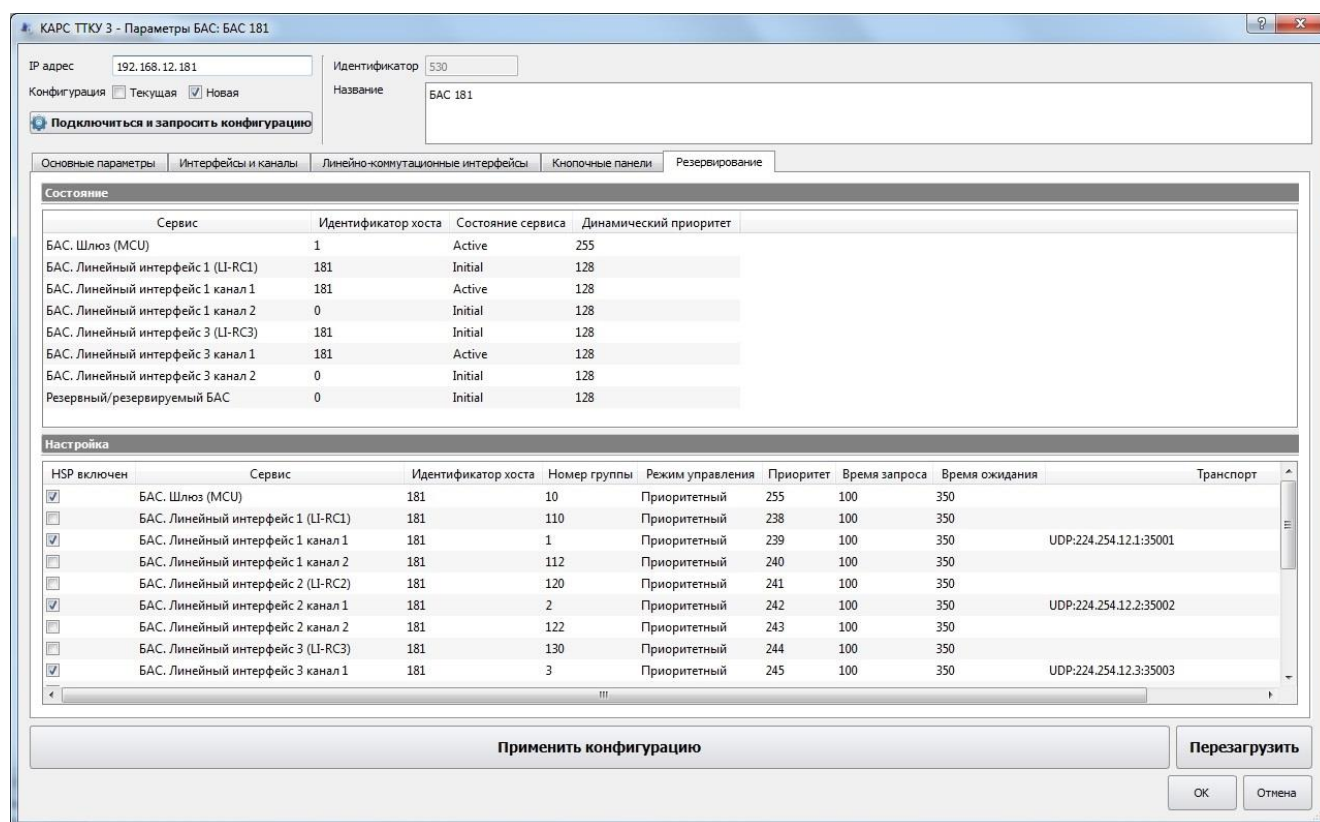 КАРС ТТКУ 3 - Параметры БАС: БАС 181
IP адрес 192.168.12.181 Идентификатор 530
Конфигурация Текущая Новая Название БАС 181
Подключиться и запросить конфигурацию
Основные параметры Интерфейсы и каналы Линейно-коммутационные интерфейсы Кнопочные панели Резервирование
Состояние
Сервис Идентификатор хоста Состояние сервиса Динамический приоритет
БАС. Шлюз (MCU) 1 Active 255
БАС. Линейный интерфейс 1 (LI-RC1) 181 Initial 128
БАС. Линейный интерфейс 1 канал 1 181 Active 128
БАС. Линейный интерфейс 1 канал 2 0 Initial 128
БАС. Линейный интерфейс 3 (LI-RC3) 181 Initial 128
БАС. Линейный интерфейс 3 канал 1 181 Active 128
БАС. Линейный интерфейс 3 канал 2 0 Initial 128
Резервный/резервируемый БАС 0 Initial 128
Настройка
HSP включен Сервис Идентификатор хоста Номер группы Режим управления Приоритет Время запроса Время ожидания Транспорт
БАС. Шлюз (MCU) 181 10 Приоритетный 255 100 350
БАС. Линейный интерфейс 1 (LI-RC1) 181 110 Приоритетный 238 100 350
БАС. Линейный интерфейс 1 канал 1 181 1 Приоритетный 239 100 350 UDP:224.254.12.1:35001
БАС. Линейный интерфейс 1 канал 2 181 112 Приоритетный 240 100 350
БАС. Линейный интерфейс 2 (LI-RC2) 181 120 Приоритетный 241 100 350
БАС. Линейный интерфейс 2 канал 1 181 2 Приоритетный 242 100 350 UDP:224.254.12.2:35002
БАС. Линейный интерфейс 2 канал 2 181 122 Приоритетный 243 100 350
БАС. Линейный интерфейс 3 (LI-RC3) 181 130 Приоритетный 244 100 350
БАС. Линейный интерфейс 3 канал 1 181 3 Приоритетный 245 100 350 UDP:224.254.12.3:35003
Применить конфигурацию Перезагрузить
OK Отмена